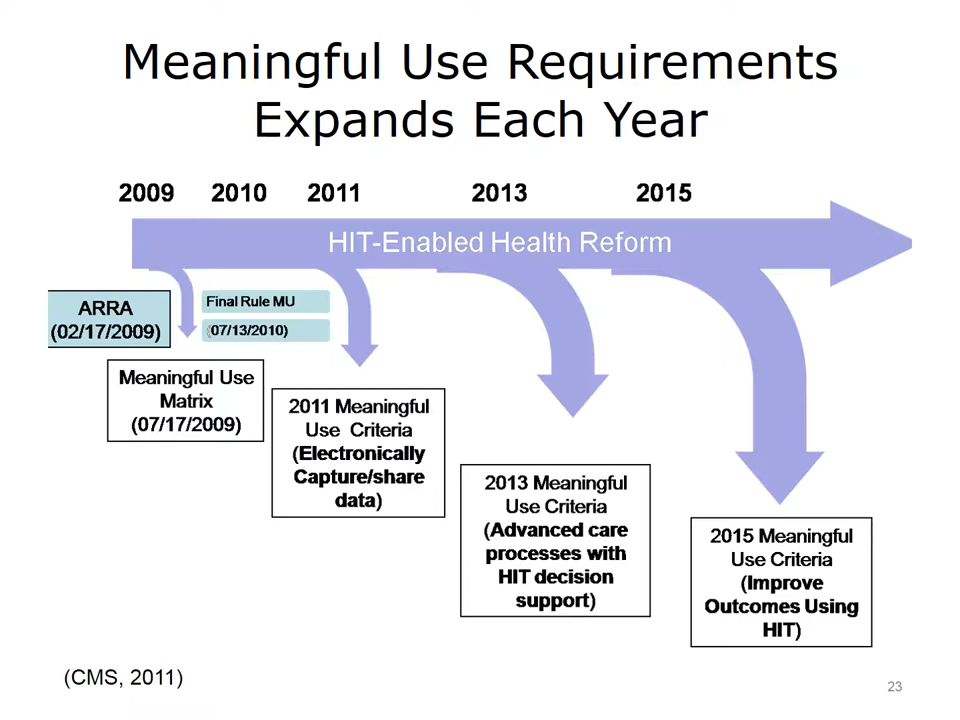 Meaningful Use Requirements
Expands Each Year
2009 2010 2011 2013 2015
HIT-Enabled Health Reform
ARRA
(02/17/2009)
Final Rule MU
(07/13/2010)
Meaningful Use
Matrix
(07/17/2009)
2011 Meaningful
Use Criteria
(Electronically
Capture/share
data)
2013 Meaningful
Use Criteria
(Advanced care
processes with
HIT decision
support)
2015 Meaningful
Use Criteria
(Improve
Outcomes Using
HIT)
(CMS, 2011)
23